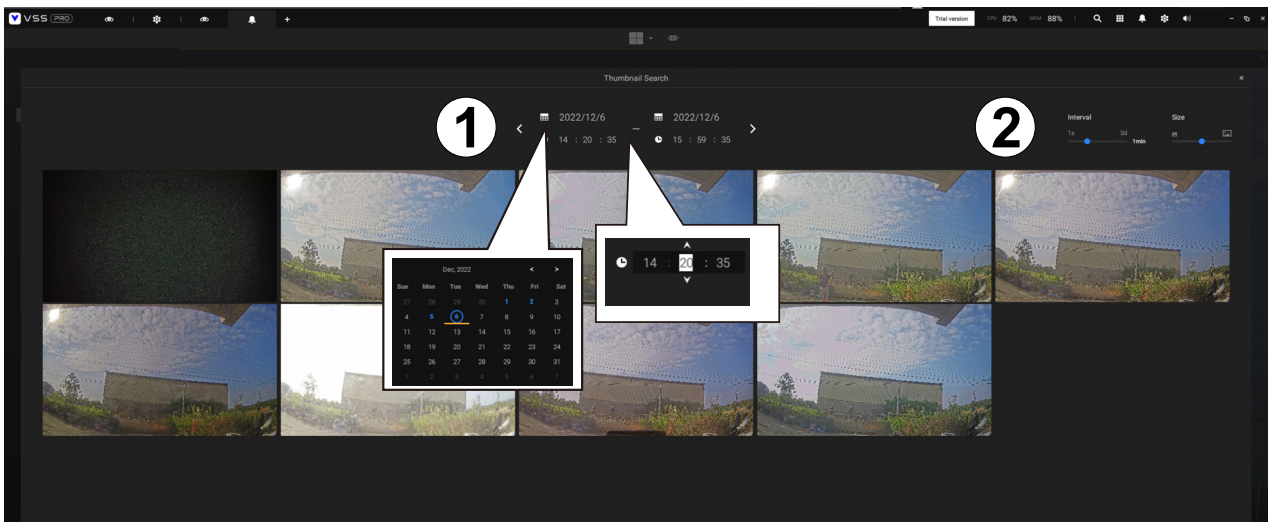 VSS PRO
+
Trial version CPU 82% MEM 88%
Thumbnail Search
1
2022/12/6 ~ 2022/12/6
14 : 20 : 35 15 : 59 : 35
2
Interval Size
1s 3d
1min
Dec, 2022 < >
Sun Mon Tue Wed Thu Fri Sat
27 28 29 30 1 2 3
4 5 6 7 8 9 10
11 12 13 14 15 16 17
18 19 20 21 22 23 24
25 26 27 28 29 30 31
1 2 3 4 5 6 7
14 : 20 : 35